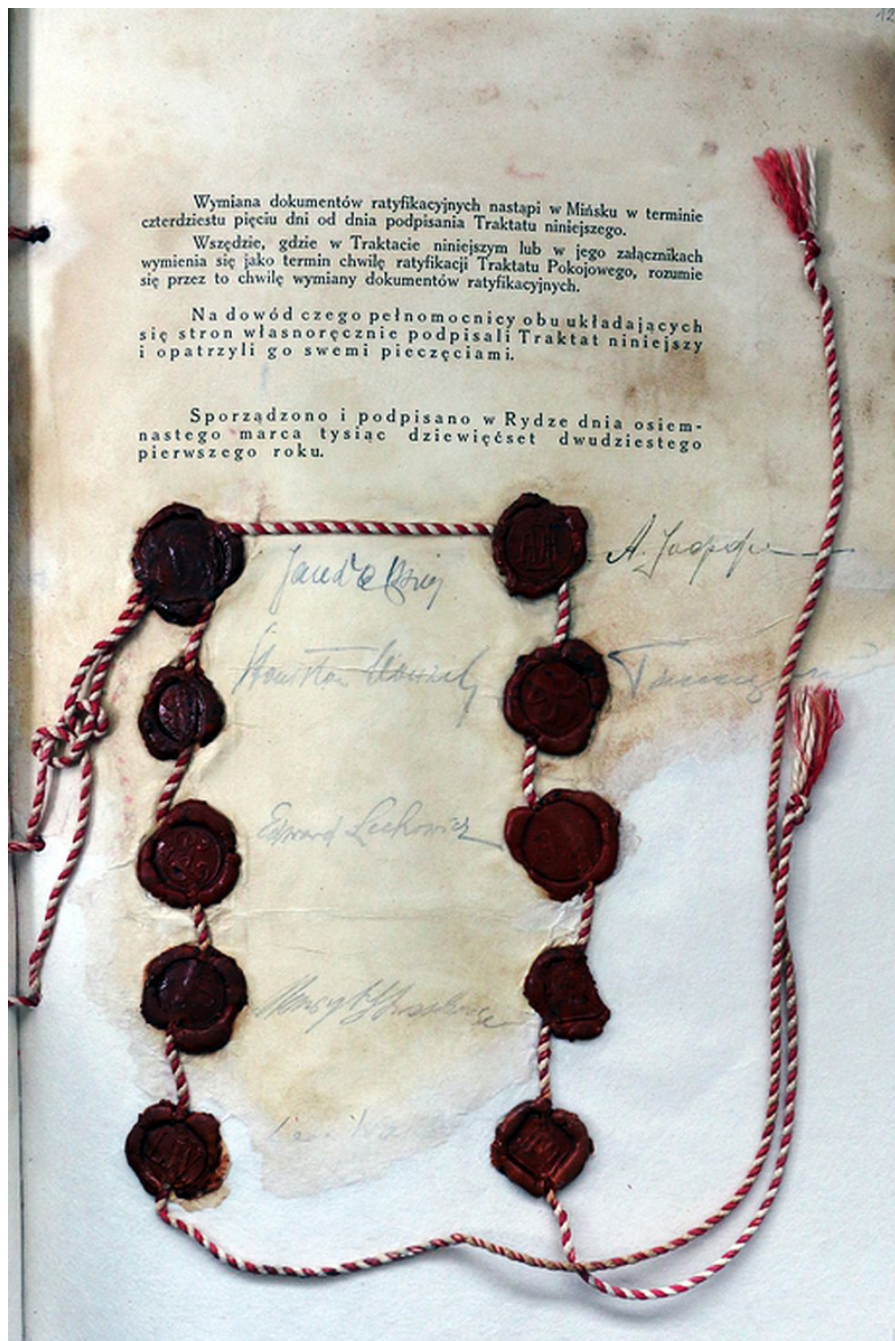 12
Wymiana dokumentów ratyfikacyjnych nastąpi w Mińsku w terminie
czterdziestu pięciu dni od dnia podpisania Traktatu niniejszego.
Wszędzie, gdzie w Traktacie niniejszym lub w jego załącznikach
wymienia się jako termin chwilę ratyfikacji Traktatu Pokojowego, rozumie
się przez to chwilę wymiany dokumentów ratyfikacyjnych.
Na dowód czego pełnomocnicy obu układających
się stron własnoręcznie podpisali Traktat niniejszy
i opatrzyli go swemi pieczęciami.
Sporządzono i podpisano w Rydze dnia osiem-
nastego marca tysiąc dziewięćset dwudziestego
pierwszego roku.
A.
Edward Lechowicz